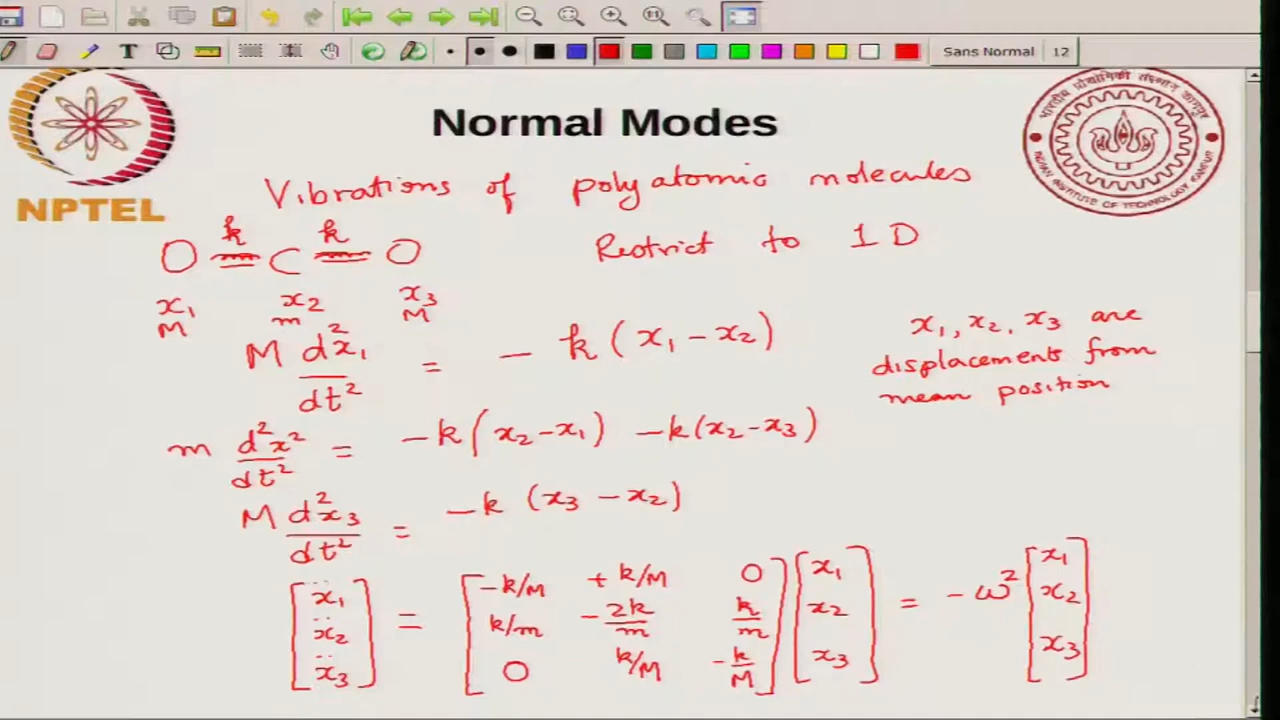 T
Sans Normal 12
NPTEL
Normal Modes
Vibrations of polyatomic molecules
k k
O = C = O
Restrict to 1 D
x₁ x₂ x₃
M m M
x₁, x₂, x₃ are
displacements from
mean position
M d²x₁/dt² = - k (x₁ - x₂)
m d²x²/dt² = -k (x₂ - x₁) -k (x₂ - x₃)
M d²x₃/dt² = -k (x₃ - x₂)
[ẍ₁] = [-k/M +k/M 0] [x₁] = -ω² [x₁]
[ẍ₂] [k/m -2k/m k/m] [x₂] [x₂]
[ẍ₃] [0 k/M -k/M] [x₃] [x₃]